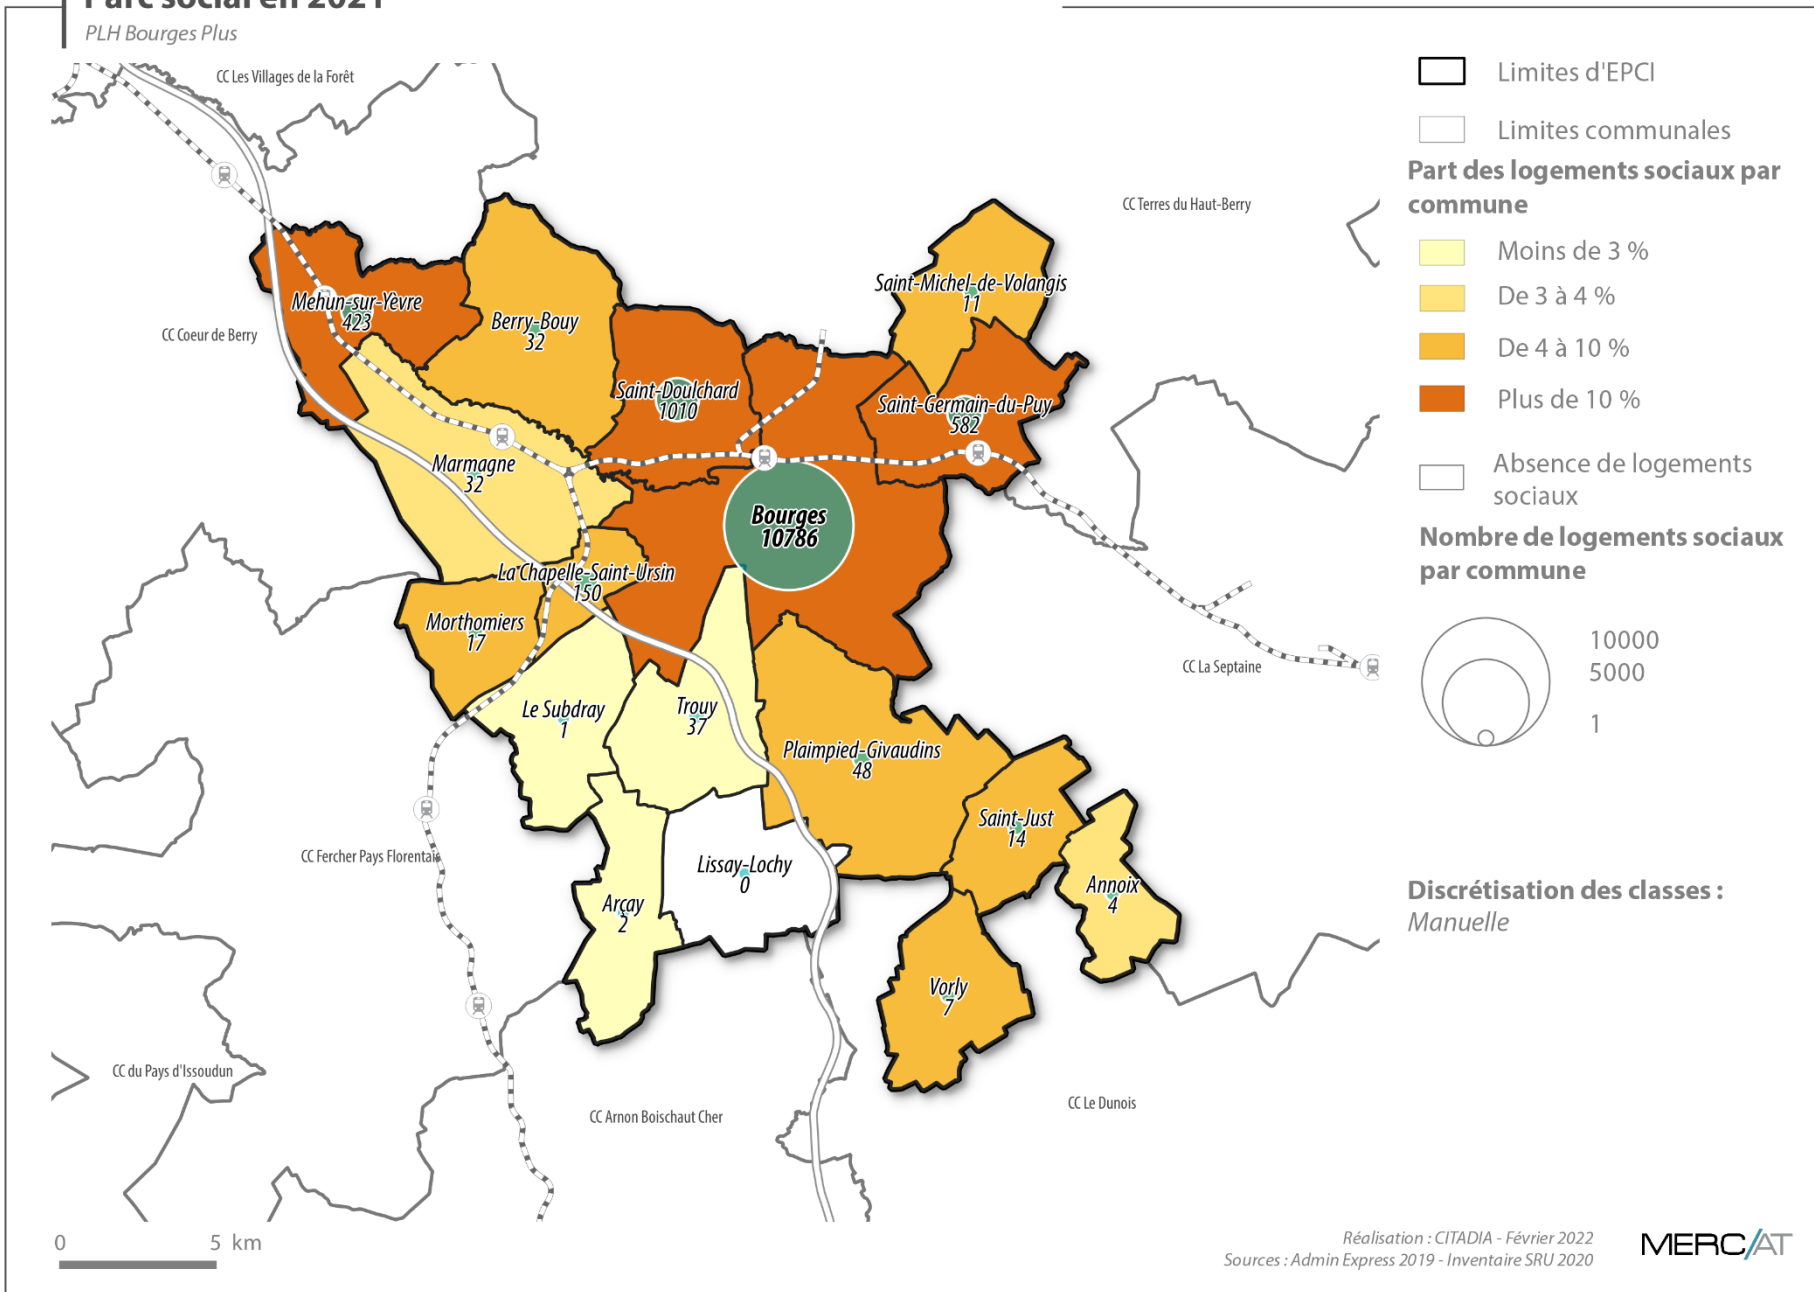 Parc social en 2021
PLH Bourges Plus
CC Les Villages de la Forêt
CC Terres du Haut-Berry
CC Coeur de Berry
CC La Septaine
CC Fercher Pays Florentais
CC du Pays d'Issoudun
CC Arnon Boischaut Cher
CC Le Dunois
Mehun-sur-Yèvre
423
Berry-Bouy
32
Saint-Michel-de-Volangis
11
Saint-Doulchard
1010
Saint-Germain-du-Puy
582
Marmagne
32
Bourges
10786
La Chapelle-Saint-Ursin
150
Morthomiers
17
Le Subdray
1
Trouy
37
Plaimpied-Givaudins
48
Saint-Just
14
Lissay-Lochy
0
Annoix
4
Arçay
2
Vorly
7
Limites d'EPCI
Limites communales
Part des logements sociaux par
commune
Moins de 3 %
De 3 à 4 %
De 4 à 10 %
Plus de 10 %
Absence de logements
sociaux
Nombre de logements sociaux
par commune
10000
5000
1
Discrétisation des classes :
Manuelle
0 5 km
Réalisation : CITADIA - Février 2022
Sources : Admin Express 2019 - Inventaire SRU 2020
MERC/AT